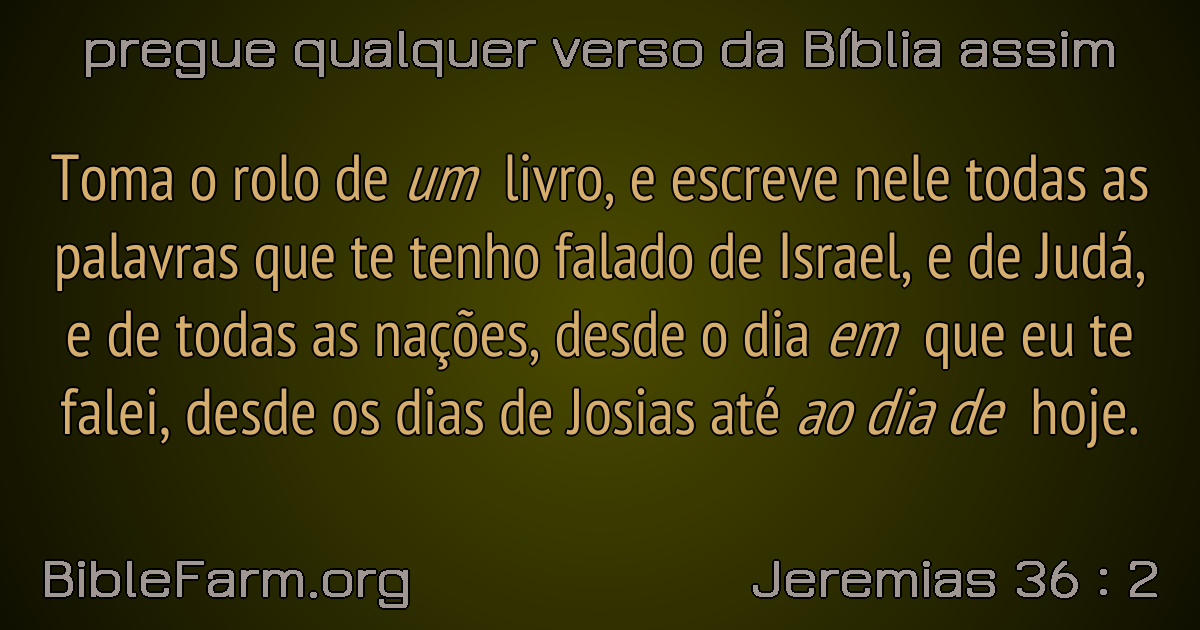 pregue qualquer verso da Bíblia assim
Toma o rolo de um livro, e escreve nele todas as
palavras que te tenho falado de Israel, e de Judá,
e de todas as nações, desde o dia em que eu te
falei, desde os dias de Josias até ao dia de hoje.
BibleFarm.org
Jeremias 36 : 2